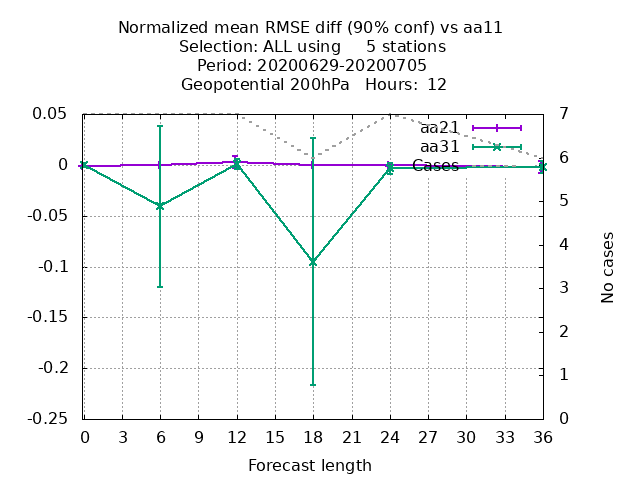 Normalized mean RMSE diff (90% conf) vs aa11
Selection: ALL using     5 stations
Period: 20200629-20200705
Geopotential 200hPa   Hours:  12
aa21
aa31
Cases
0.05
0
-0.05
-0.1
-0.15
-0.2
-0.25
7
6
5
4
3
2
1
0
No cases
0 3 6 9 12 15 18 21 24 27 30 33 36
Forecast length